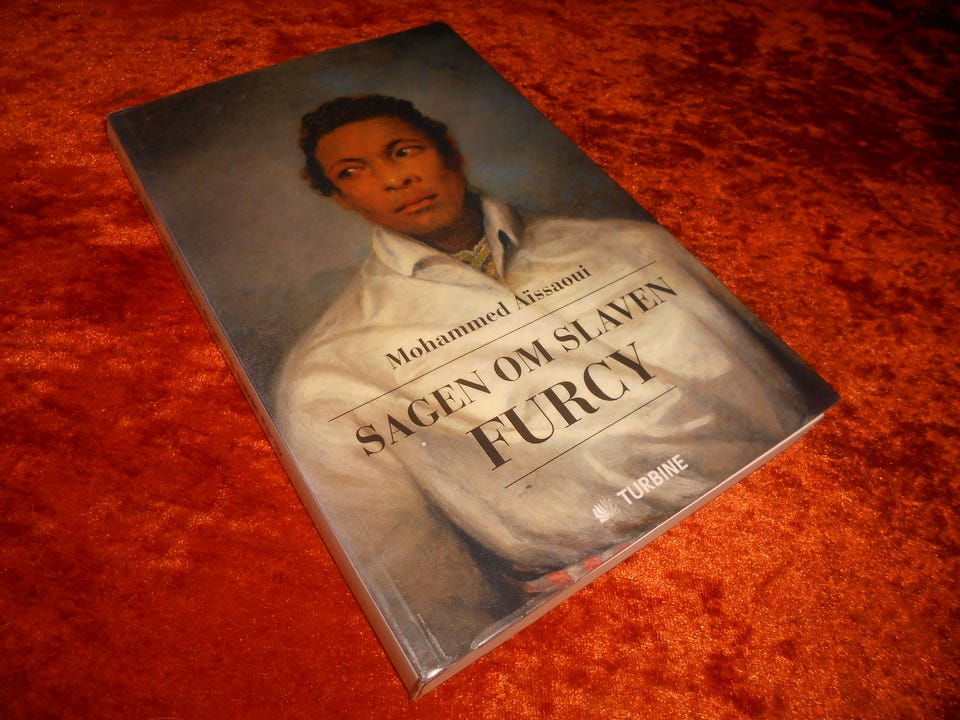 Mohammed Aïssaoui
SAGEN OM SLAVEN
FURCY
TURBINE